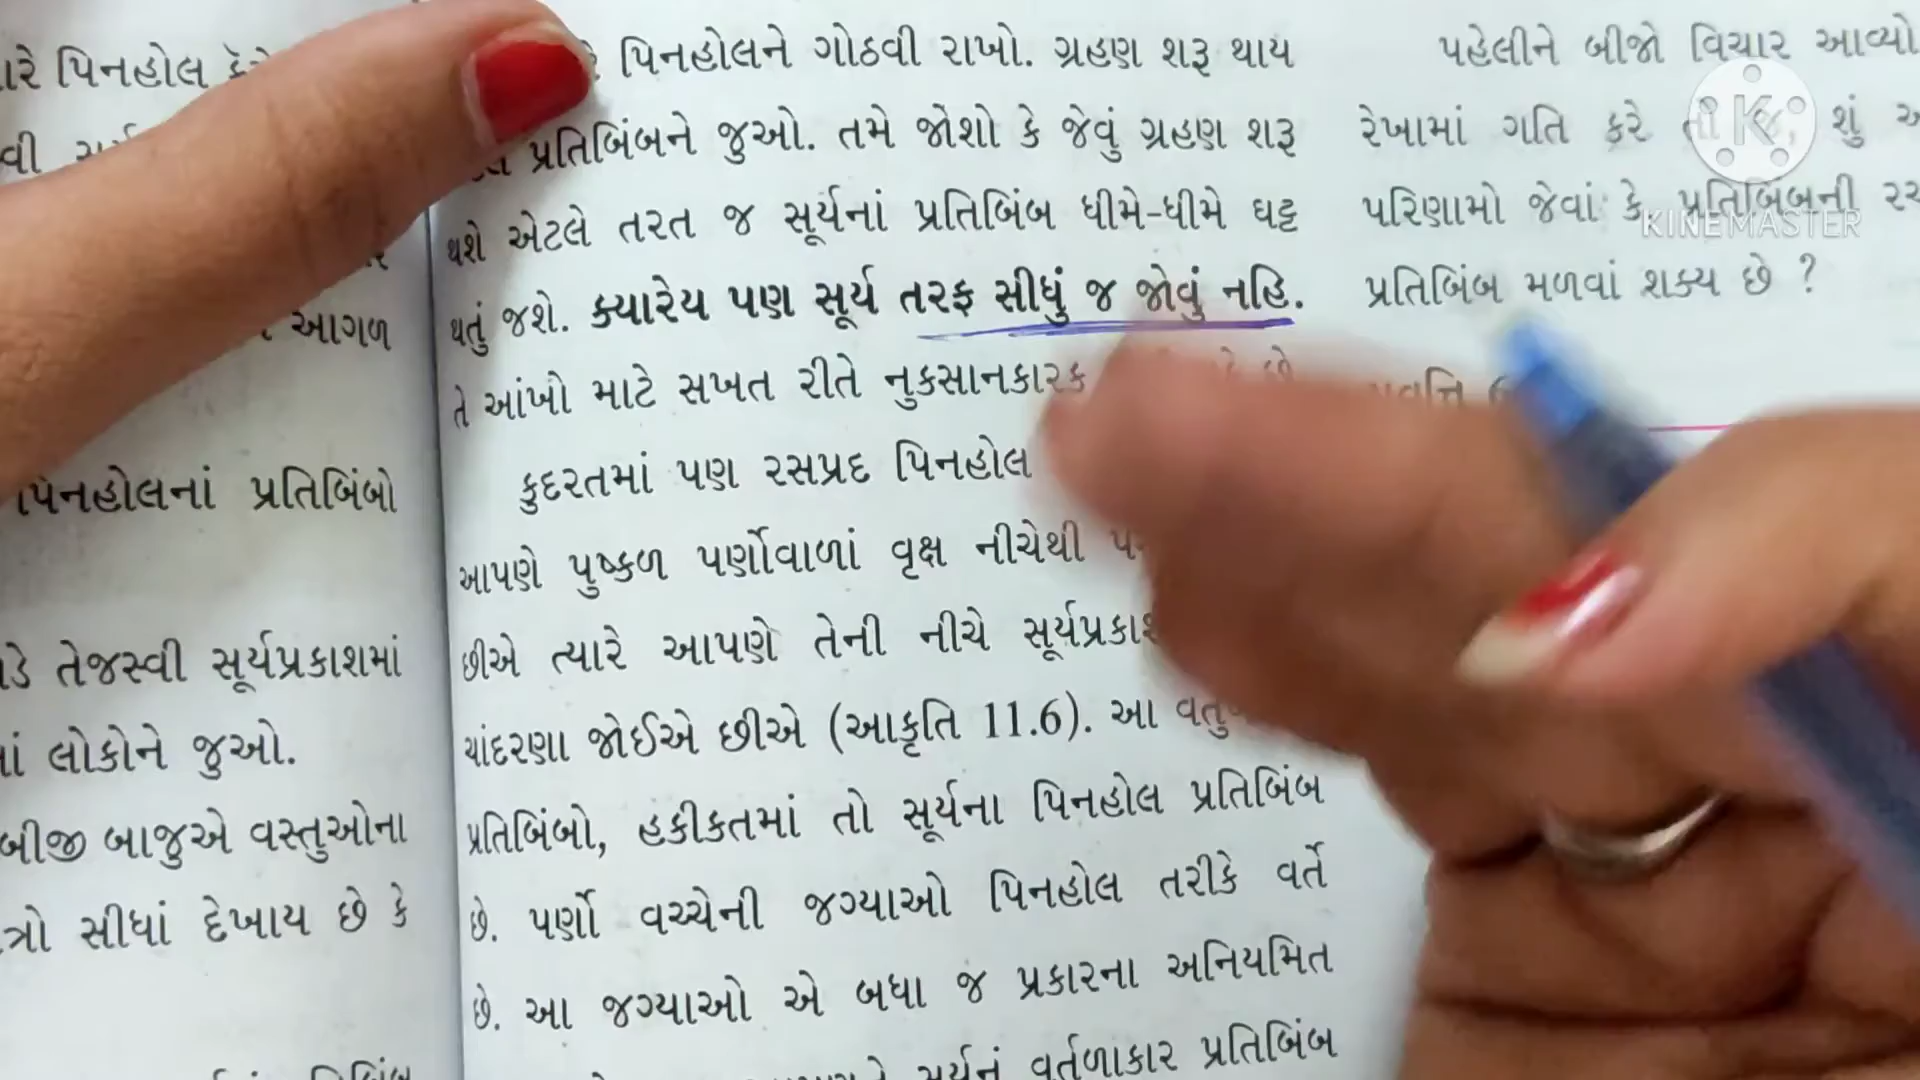 પિનહોલ
આગળ
પિનહોલનાં પ્રતિબિંબો
તેજસ્વી સૂર્યપ્રકાશમાં
લોકોને જુઓ.
બીજી બાજુએ વસ્તુઓના
સીધાં દેખાય છે કે
પિનહોલને ગોઠવી રાખો. ગ્રહણ શરૂ થાય
પ્રતિબિંબને જુઓ. તમે જોશો કે જેવું ગ્રહણ શરૂ
થશે એટલે તરત જ સૂર્યનાં પ્રતિબિંબ ધીમે-ધીમે ઘટ્ટ
થતું જશે. ક્યારેય પણ સૂર્ય તરફ સીધું જ જોવું નહિ.
તે આંખો માટે સખત રીતે નુકસાનકારક
કુદરતમાં પણ રસપ્રદ પિનહોલ
આપણે પુષ્કળ પર્ણોવાળાં વૃક્ષ નીચેથી
છીએ ત્યારે આપણે તેની નીચે
ચાંદરણા જોઈએ છીએ (આકૃતિ 11.6). આ
પ્રતિબિંબો, હકીકતમાં તો સૂર્યના પિનહોલ પ્રતિબિંબ
છે. પર્ણો વચ્ચેની જગ્યાઓ પિનહોલ તરીકે વર્તે
છે. આ જગ્યાઓ એ બધા જ પ્રકારના અનિયમિત
સૂર્યનું વર્તુળાકાર પ્રતિબિંબ
પહેલીને બીજો વિચાર આવ્યો
રેખામાં ગતિ કરે શું
પરિણામો જેવાં કે પ્રતિબિંબની
પ્રતિબિંબ મળવાં શક્ય છે ?
K
KINEMASTER